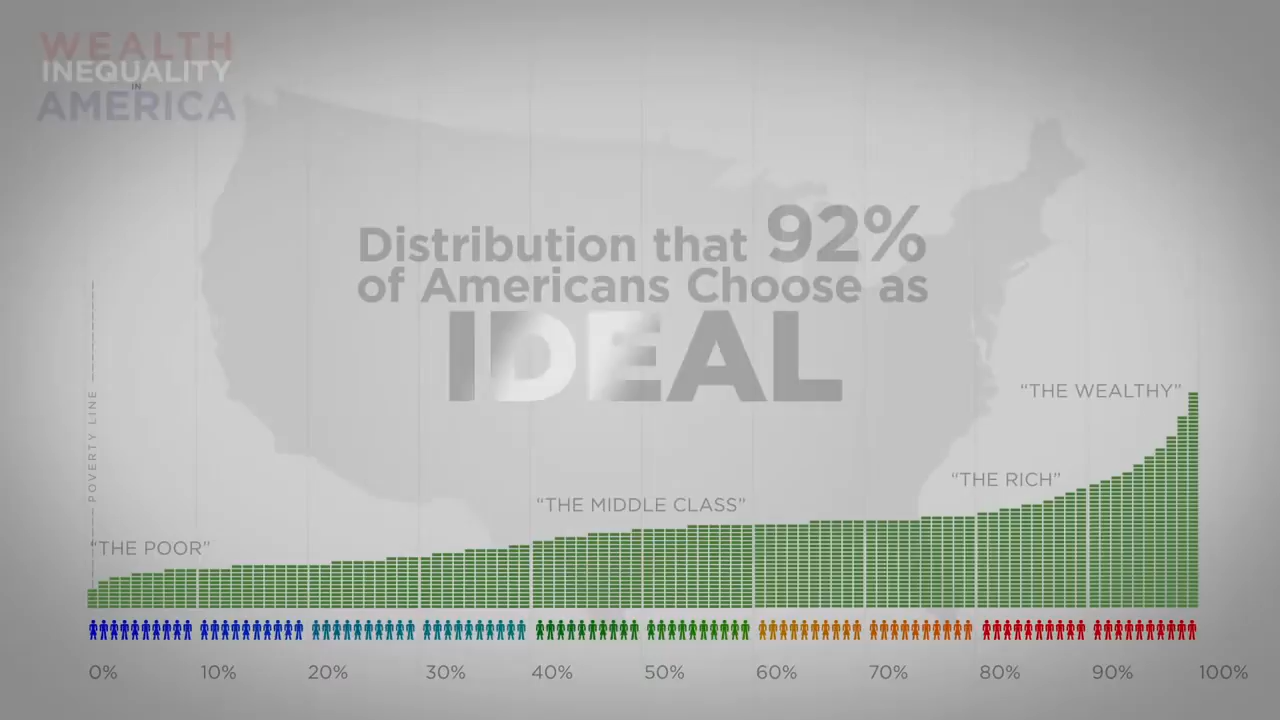 WEALTH
INEQUALITY
IN
AMERICA
Distribution that 92%
of Americans Choose as
IDEAL
"THE WEALTHY"
"THE RICH"
"THE MIDDLE CLASS"
"THE POOR"
POVERTY LINE
0% 10% 20% 30% 40% 50% 60% 70% 80% 90% 100%